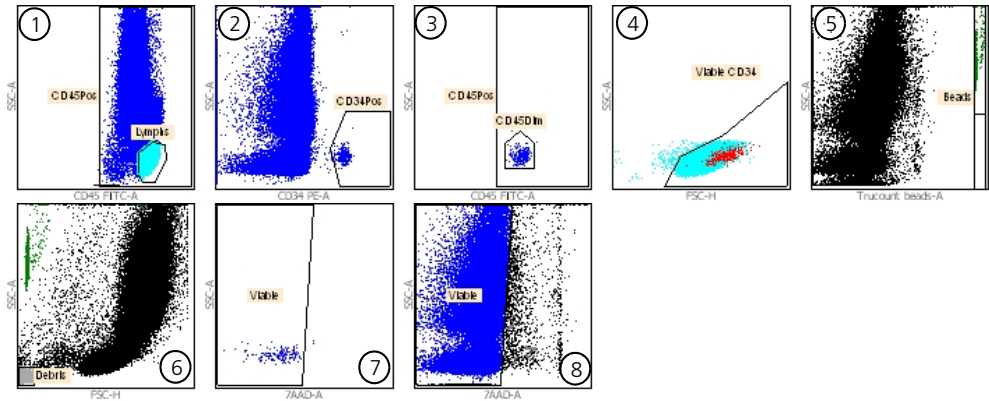 1
SSC-A
CD45Pos
Lymphs
CD45 FITC-A
2
SSC-A
CD34Pos
CD34 PE-A
3
SSC-A
CD45Pos
CD45Dim
CD45 FITC-A
4
SSC-A
Viable CD34
FSC-H
5
SSC-A
Beads
Trucount beads-A
SSC-A
Debris
6
FSC-H
SSC-A
Viable
7
7AAD-A
SSC-A
Viable
8
7AAD-A